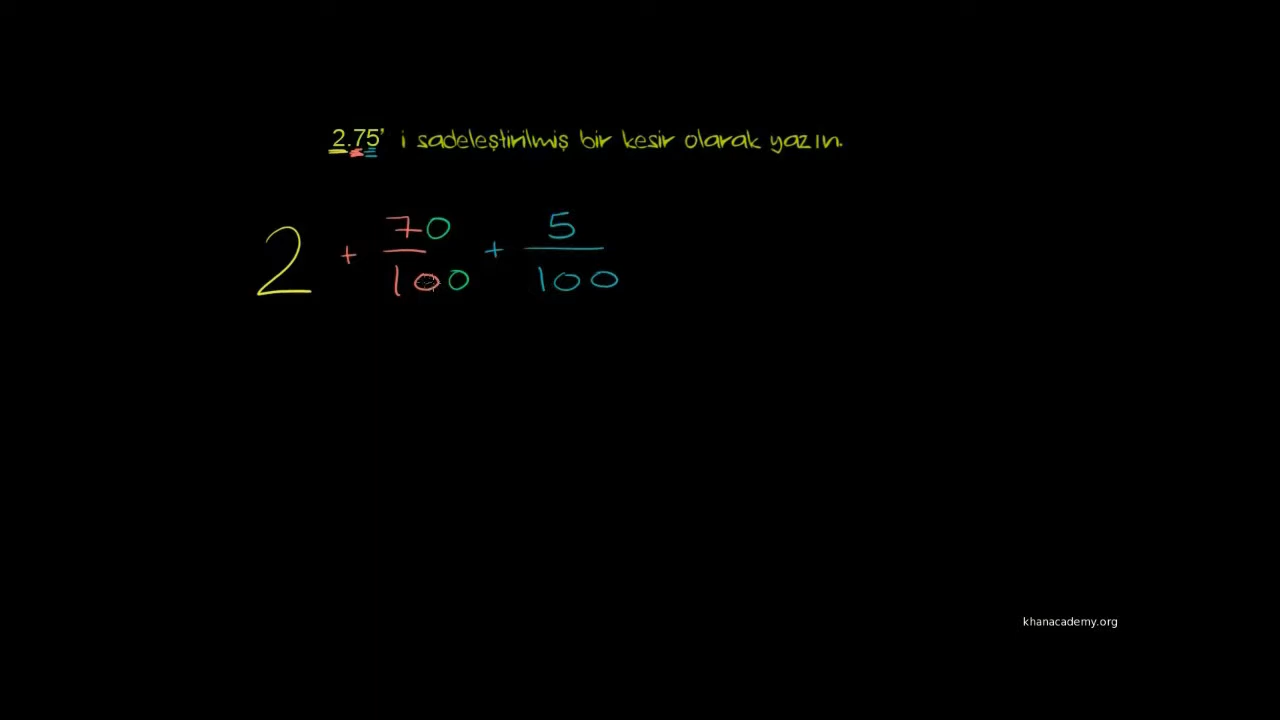 2.75' i sadeleştirilmiş bir kesir olarak yazın.
2 + 70/100 + 5/100
khanacademy.org